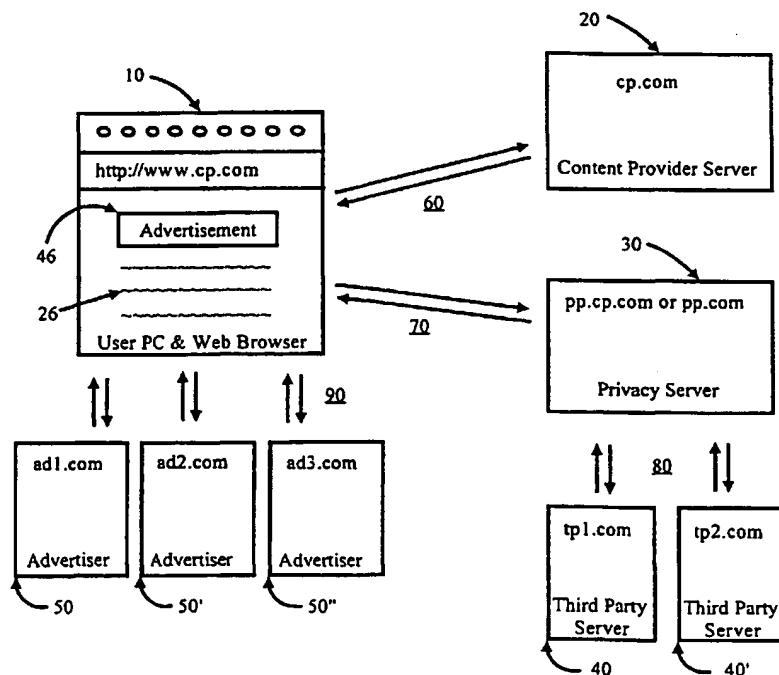 20
10
cp.com
Content Provider Server
http://www.cp.com
Advertisement
46
26
User PC & Web Browser
60
30
pp.cp.com or pp.com
Privacy Server
70
90
80
ad1.com
Advertiser
ad2.com
Advertiser
ad3.com
Advertiser
50
50'
50"
tp1.com
Third Party
Server
tp2.com
Third Party
Server
40
40'